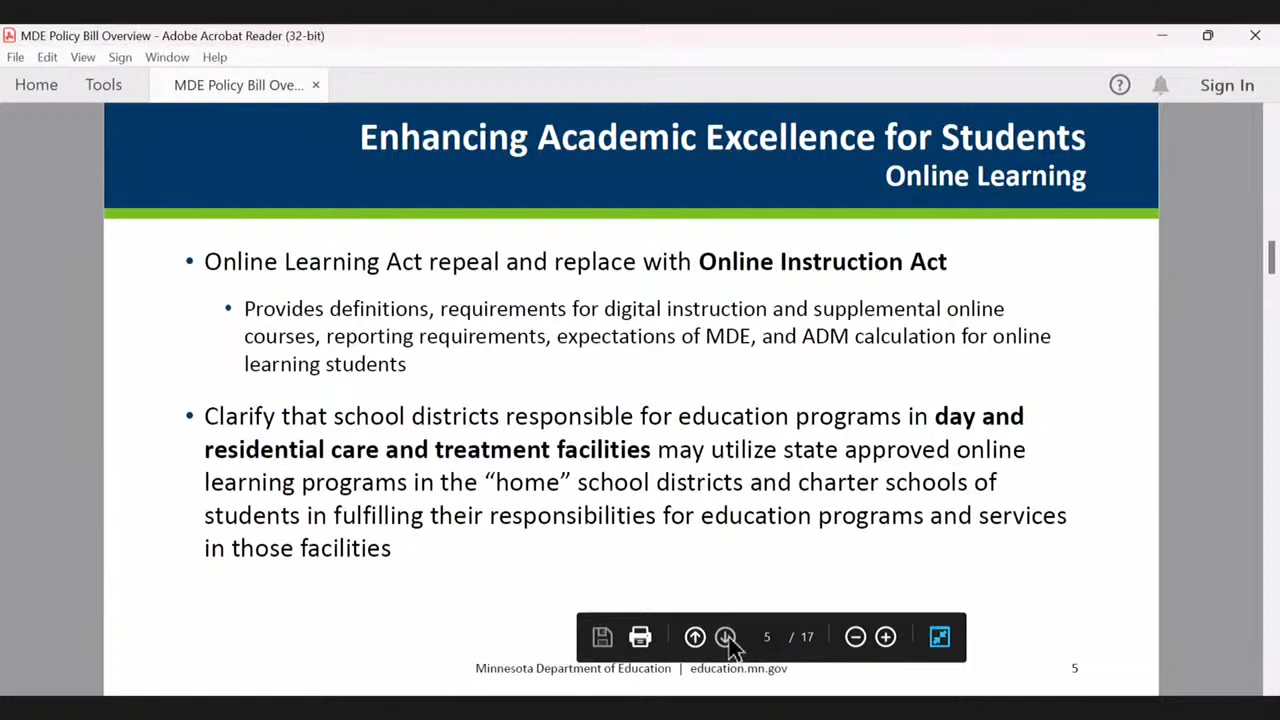 MDE Policy Bill Overview - Adobe Acrobat Reader (32-bit)
File Edit View Sign Window Help
Home Tools MDE Policy Bill Ove... × ? Sign In
Enhancing Academic Excellence for Students
Online Learning
• Online Learning Act repeal and replace with Online Instruction Act
• Provides definitions, requirements for digital instruction and supplemental online
courses, reporting requirements, expectations of MDE, and ADM calculation for online
learning students
• Clarify that school districts responsible for education programs in day and
residential care and treatment facilities may utilize state approved online
learning programs in the “home” school districts and charter schools of
students in fulfilling their responsibilities for education programs and services
in those facilities
5 / 17
Minnesota Department of Education | education.mn.gov 5